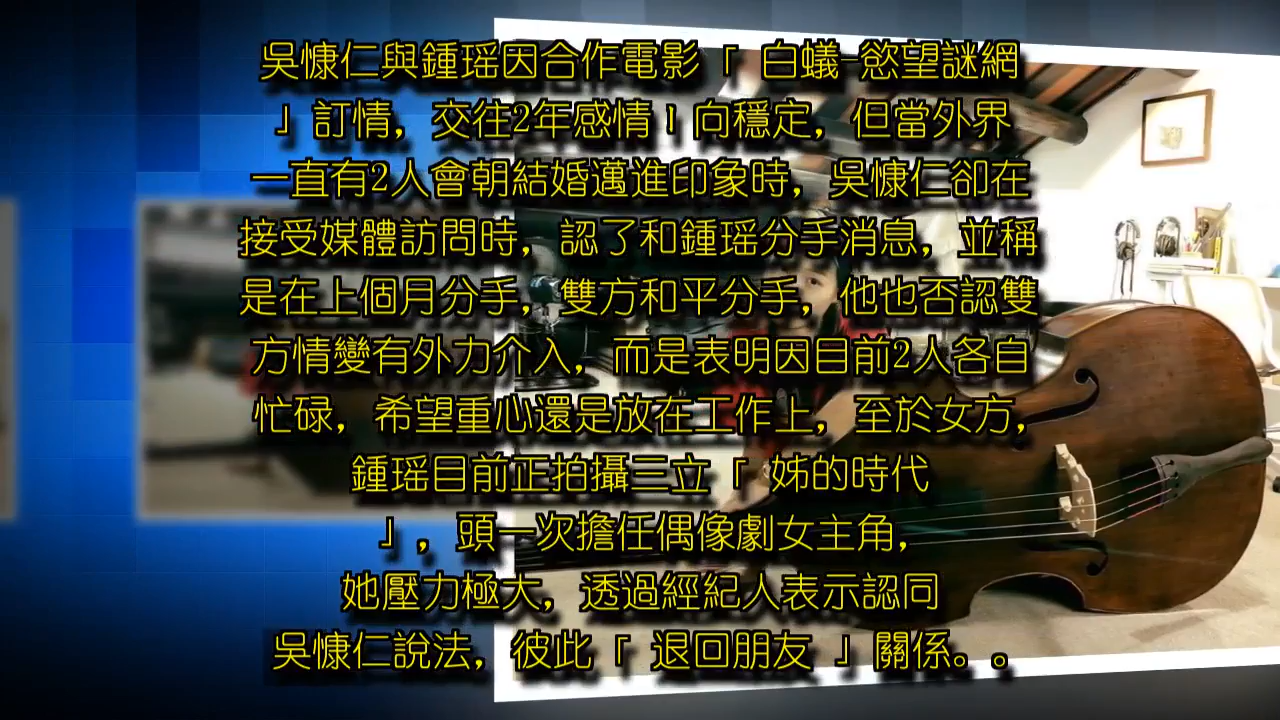 吳慷仁與鍾瑶因合作電影「 白蟻-慾望謎網
」訂情，交往2年感情ㄧ向穩定，但當外界
一直有2人會朝結婚邁進印象時，吳慷仁卻在
接受媒體訪問時，認了和鍾瑶分手消息，並稱
是在上個月分手，雙方和平分手，他也否認雙
方情變有外力介入，而是表明因目前2人各自
忙碌，希望重心還是放在工作上，至於女方，
鍾瑶目前正拍攝三立「 姊的時代
」，頭一次擔任偶像劇女主角，
她壓力極大，透過經紀人表示認同
吳慷仁說法，彼此「 退回朋友 」關係。。